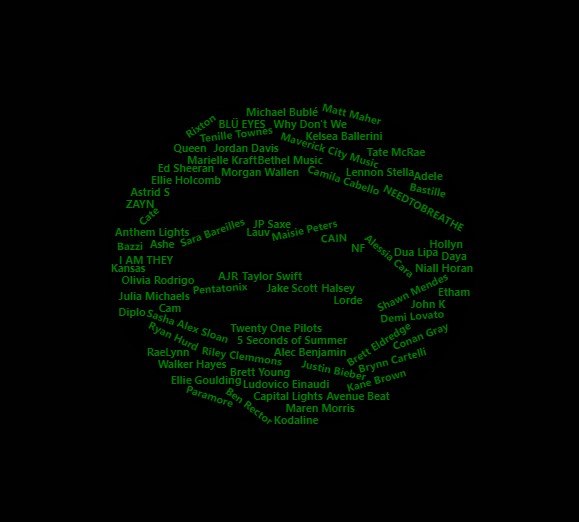 Michael Bublé
Matt Maher
Rixton
BLÜ EYES
Why Don't We
Tenille Townes
Kelsea Ballerini
Queen
Jordan Davis
Maverick City Music
Tate McRae
Marielle Kraft
Bethel Music
Ed Sheeran
Morgan Wallen
Camila Cabello
Lennon Stella
Adele
Ellie Holcomb
Bastille
Astrid S
NEEDTOBREATHE
ZAYN
Cate
Anthem Lights
Sara Bareilles
JP Saxe
Lauv
Maisie Peters
CAIN
Bazzi
Ashe
NF
Alessia Cara
Hollyn
Dua Lipa
Daya
I AM THEY
Kansas
Niall Horan
Olivia Rodrigo
AJR
Taylor Swift
Pentatonix
Jake Scott
Halsey
Shawn Mendes
Julia Michaels
Lorde
Etham
John K
Diplo
Cam
Demi Lovato
Sasha Alex Sloan
Twenty One Pilots
Ryan Hurd
5 Seconds of Summer
Brett Eldredge
Conan Gray
RaeLynn
Riley Clemmons
Alec Benjamin
Walker Hayes
Brett Young
Justin Bieber
Brynn Cartelli
Ellie Goulding
Ludovico Einaudi
Kane Brown
Paramore
Ben Rector
Capital Lights
Avenue Beat
Maren Morris
Kodaline